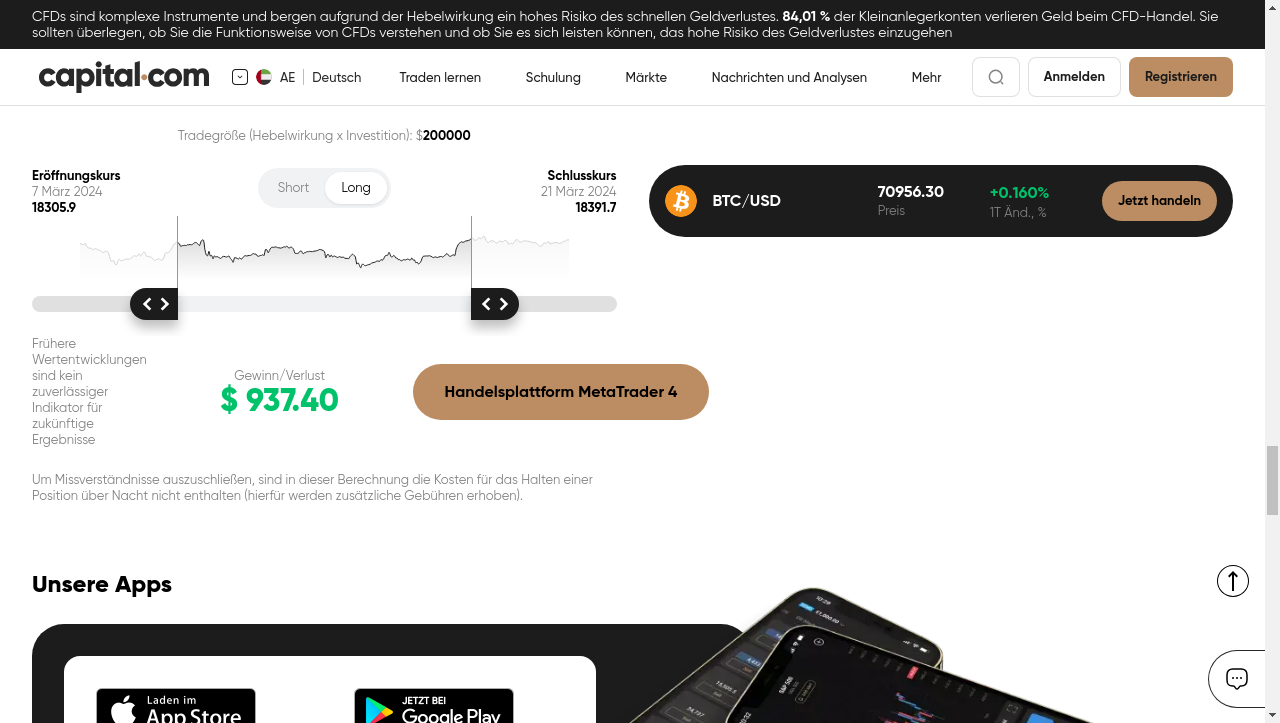 CFDs sind komplexe Instrumente und bergen aufgrund der Hebelwirkung ein hohes Risiko des schnellen Geldverlustes. 84,01 % der Kleinanlegerkonten verlieren Geld beim CFD-Handel. Sie
sollten überlegen, ob Sie die Funktionsweise von CFDs verstehen und ob Sie es sich leisten können, das hohe Risiko des Geldverlustes einzugehen
capital.com
AE
Deutsch
Traden lernen
Schulung
Märkte
Nachrichten und Analysen
Mehr
Anmelden
Registrieren
Tradegröße (Hebelwirkung x Investition): $200000
Eröffnungskurs
7 März 2024
18305.9
Short
Long
Schlusskurs
21 März 2024
18391.7
BTC/USD
70956.30
Preis
+0.160%
1T Änd., %
Jetzt handeln
Frühere
Wertentwicklungen
sind kein
zuverlässiger
Indikator für
zukünftige
Ergebnisse
Gewinn/Verlust
$ 937.40
Handelsplattform MetaTrader 4
Um Missverständnisse auszuschließen, sind in dieser Berechnung die Kosten für das Halten einer
Position über Nacht nicht enthalten (hierfür werden zusätzliche Gebühren erhoben).
Unsere Apps
Laden im
App Store
JETZT BEI
Google Play